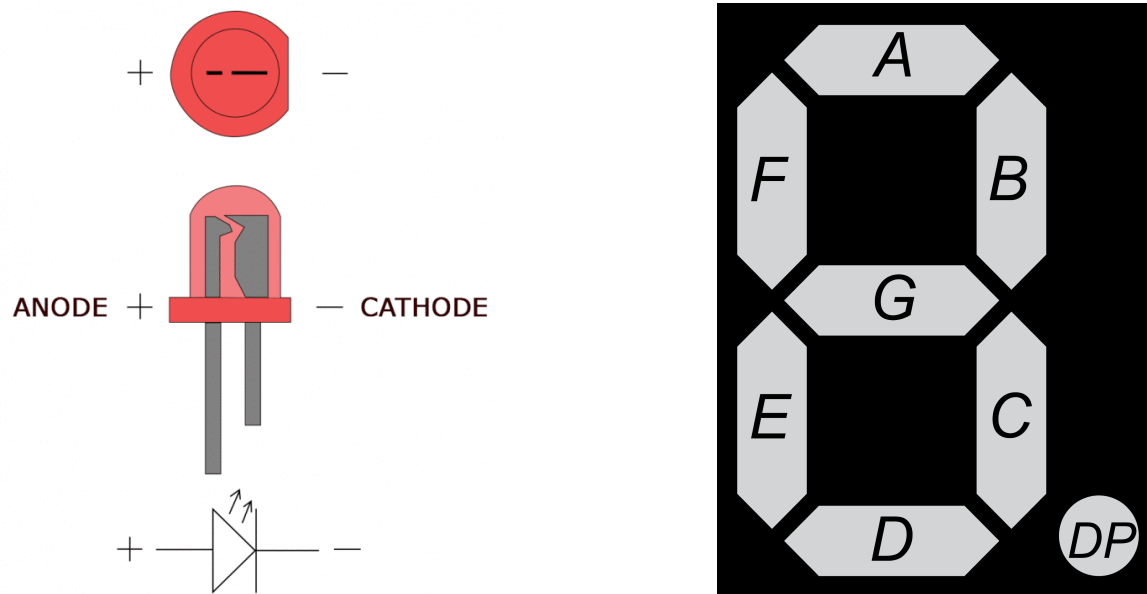 + −
ANODE + − CATHODE
+ −
A
F B
G
E C
D DP